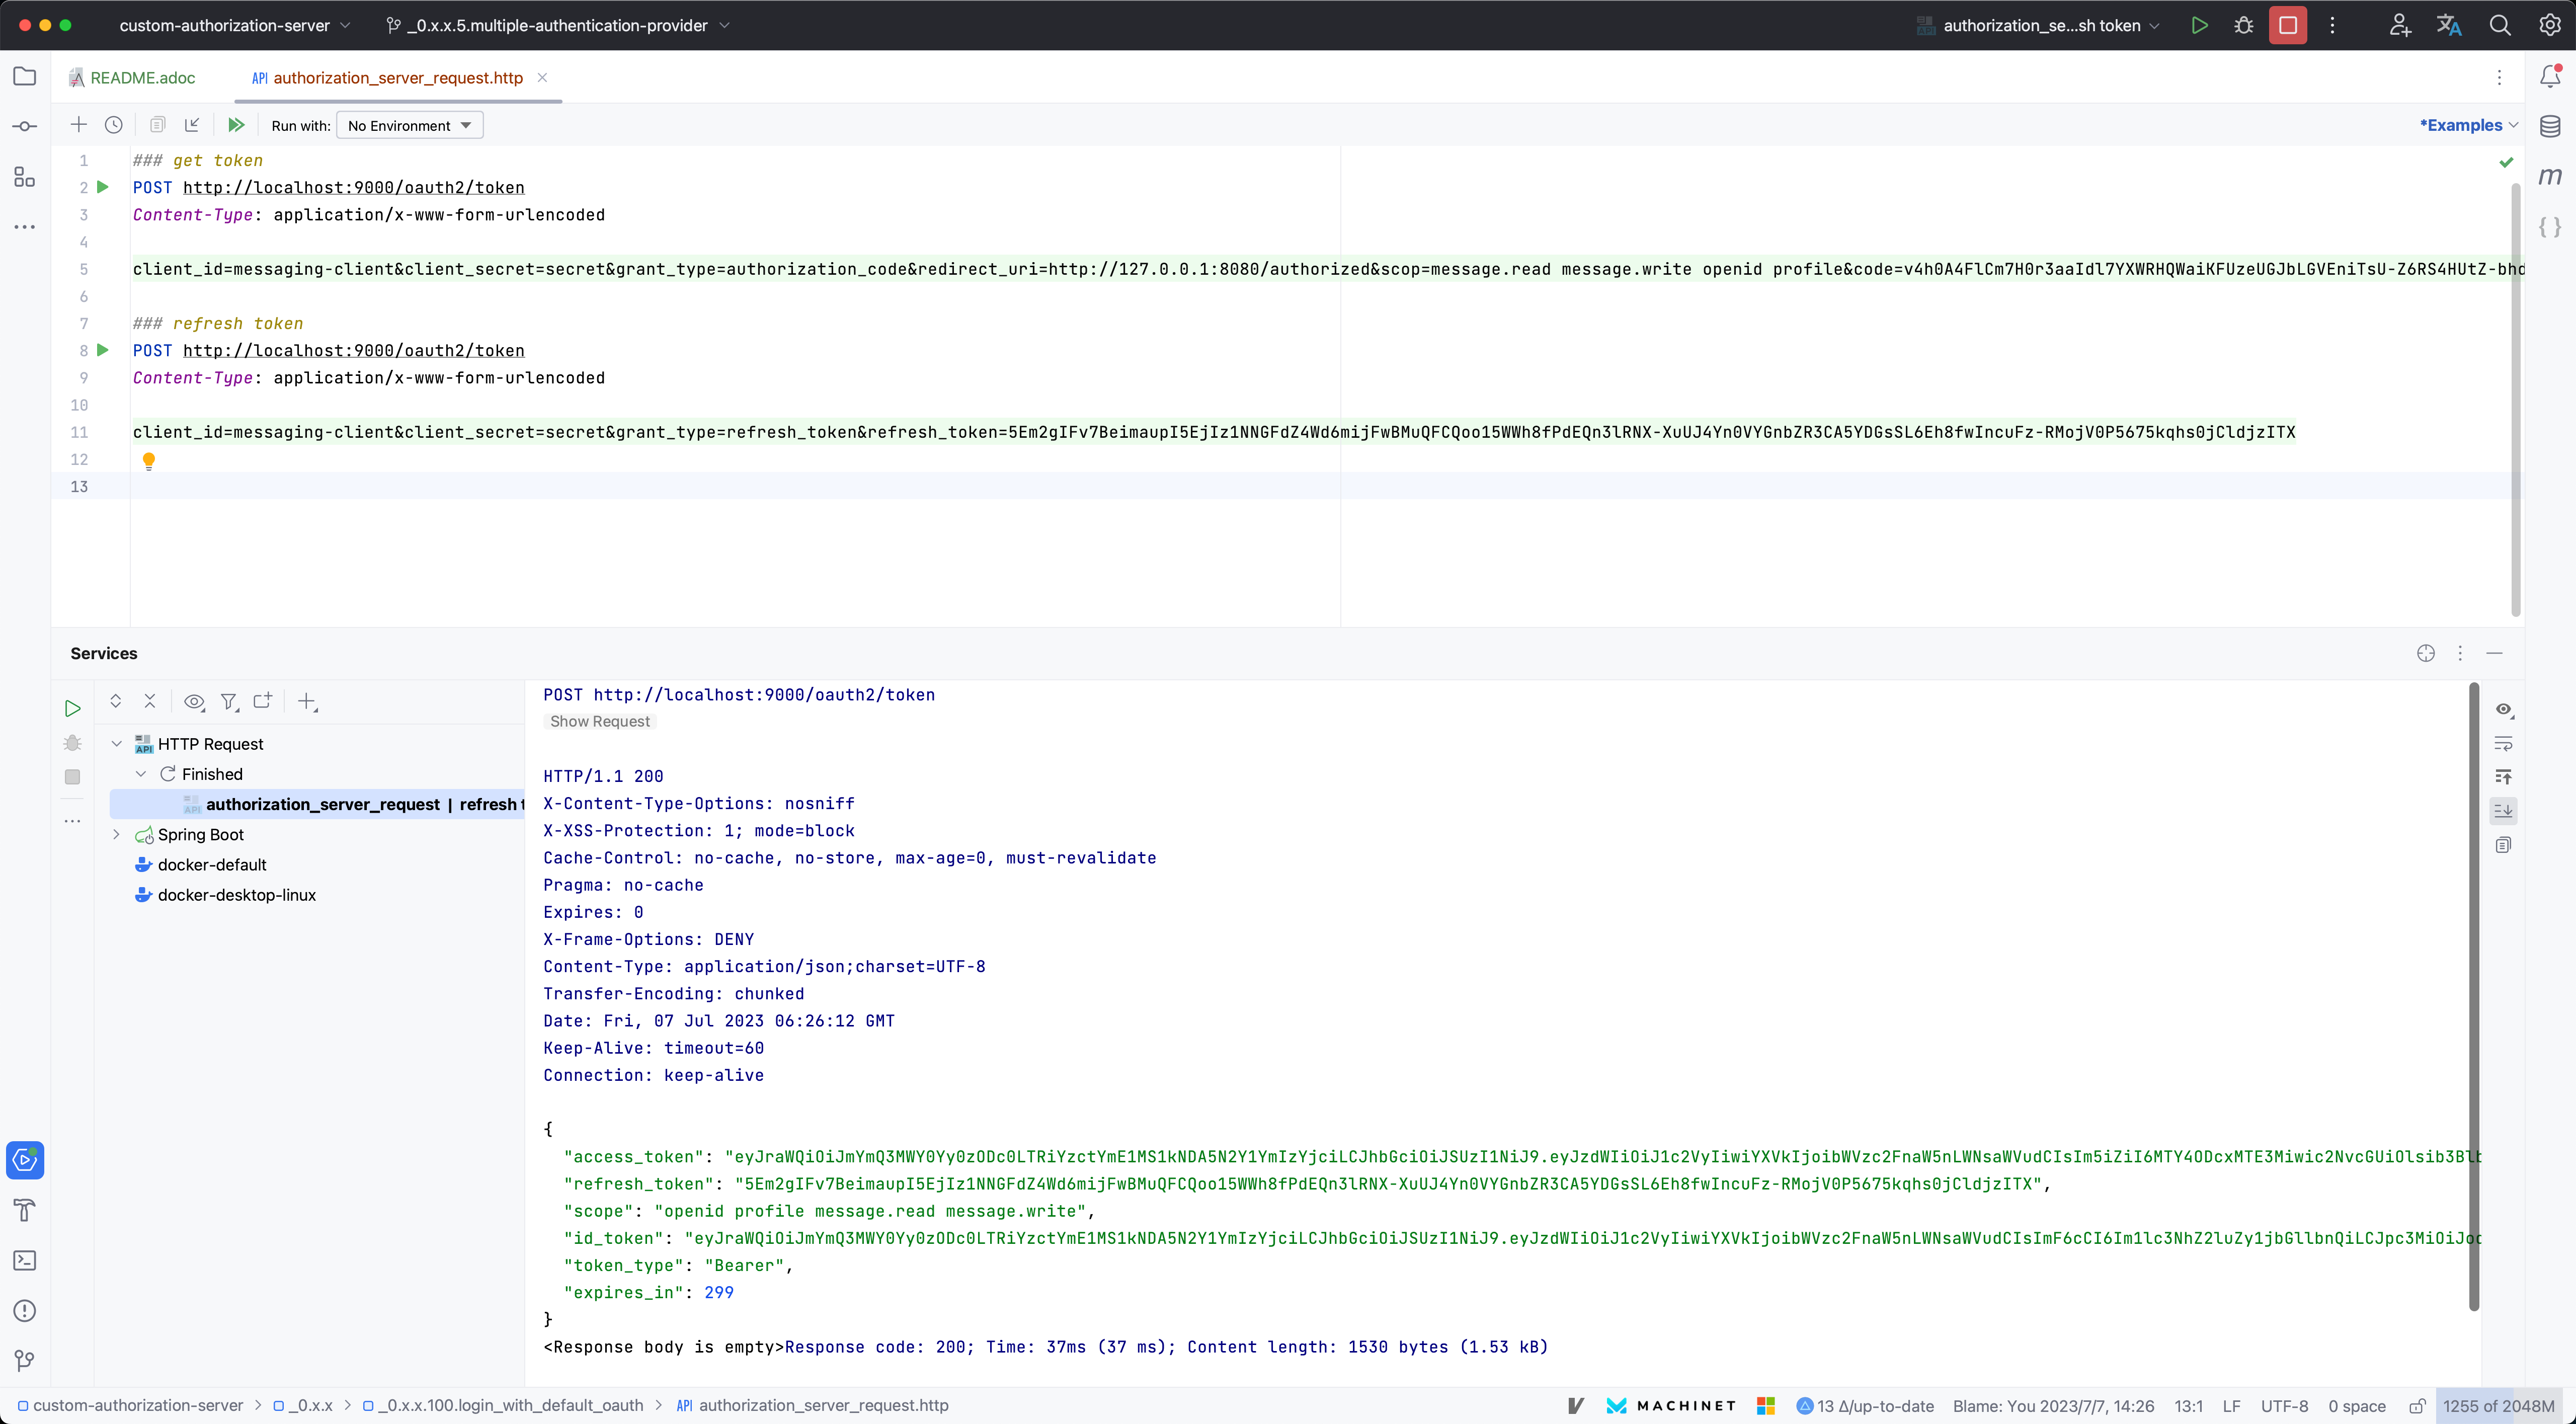 custom-authorization-server _0.x.x.5.multiple-authentication-provider authorization_se...sh token
README.adoc API authorization_server_request.http
Run with: No Environment *Examples
1 ### get token
2 POST http://localhost:9000/oauth2/token
3 Content-Type: application/x-www-form-urlencoded
4
5 client_id=messaging-client&client_secret=secret&grant_type=authorization_code&redirect_uri=http://127.0.0.1:8080/authorized&scop=message.read message.write openid profile&code=v4h0A4FlCm7H0r3aaIdl7YXWRHQWaiKFUzeUGJbLGVEniTsU-Z6RS4HUtZ-bhd
6
7 ### refresh token
8 POST http://localhost:9000/oauth2/token
9 Content-Type: application/x-www-form-urlencoded
10
11 client_id=messaging-client&client_secret=secret&grant_type=refresh_token&refresh_token=5Em2gIFv7BeimaupI5EjIz1NNGFdZ4Wd6mijFwBMuQFCQoo15WWh8fPdEQn3lRNX-XuUJ4Yn0VYGnbZR3CA5YDGsSL6Eh8fwIncuFz-RMojV0P5675kqhs0jCldjzITX
12
13
m
{ }
Services
HTTP Request
Finished
API authorization_server_request | refresh t
Spring Boot
docker-default
docker-desktop-linux
POST http://localhost:9000/oauth2/token
Show Request
HTTP/1.1 200
X-Content-Type-Options: nosniff
X-XSS-Protection: 1; mode=block
Cache-Control: no-cache, no-store, max-age=0, must-revalidate
Pragma: no-cache
Expires: 0
X-Frame-Options: DENY
Content-Type: application/json;charset=UTF-8
Transfer-Encoding: chunked
Date: Fri, 07 Jul 2023 06:26:12 GMT
Keep-Alive: timeout=60
Connection: keep-alive
{
"access_token": "eyJraWQiOiJmYmQ3MWY0Yy0zODc0LTRiYzctYmE1MS1kNDA5N2Y1YmIzYjciLCJhbGciOiJSUzI1NiJ9.eyJzdWIiOiJ1c2VyIiwiYXVkIjoibWVzc2FnaW5nLWNsaWVudCIsIm5iZiI6MTY4ODcxMTE3Miwic2NvcGUiOlsib3Blb
"refresh_token": "5Em2gIFv7BeimaupI5EjIz1NNGFdZ4Wd6mijFwBMuQFCQoo15WWh8fPdEQn3lRNX-XuUJ4Yn0VYGnbZR3CA5YDGsSL6Eh8fwIncuFz-RMojV0P5675kqhs0jCldjzITX",
"scope": "openid profile message.read message.write",
"id_token": "eyJraWQiOiJmYmQ3MWY0Yy0zODc0LTRiYzctYmE1MS1kNDA5N2Y1YmIzYjciLCJhbGciOiJSUzI1NiJ9.eyJzdWIiOiJ1c2VyIiwiYXVkIjoibWVzc2FnaW5nLWNsaWVudCIsImF6cCI6Im1lc3NhZ2luZy1jbGllbnQiLCJpc3MiOiJod
"token_type": "Bearer",
"expires_in": 299
}
<Response body is empty>Response code: 200; Time: 37ms (37 ms); Content length: 1530 bytes (1.53 kB)
custom-authorization-server > _0.x.x > _0.x.x.100.login_with_default_oauth > API authorization_server_request.http MACHINET 13 Δ/up-to-date Blame: You 2023/7/7, 14:26 13:1 LF UTF-8 0 space 1255 of 2048M